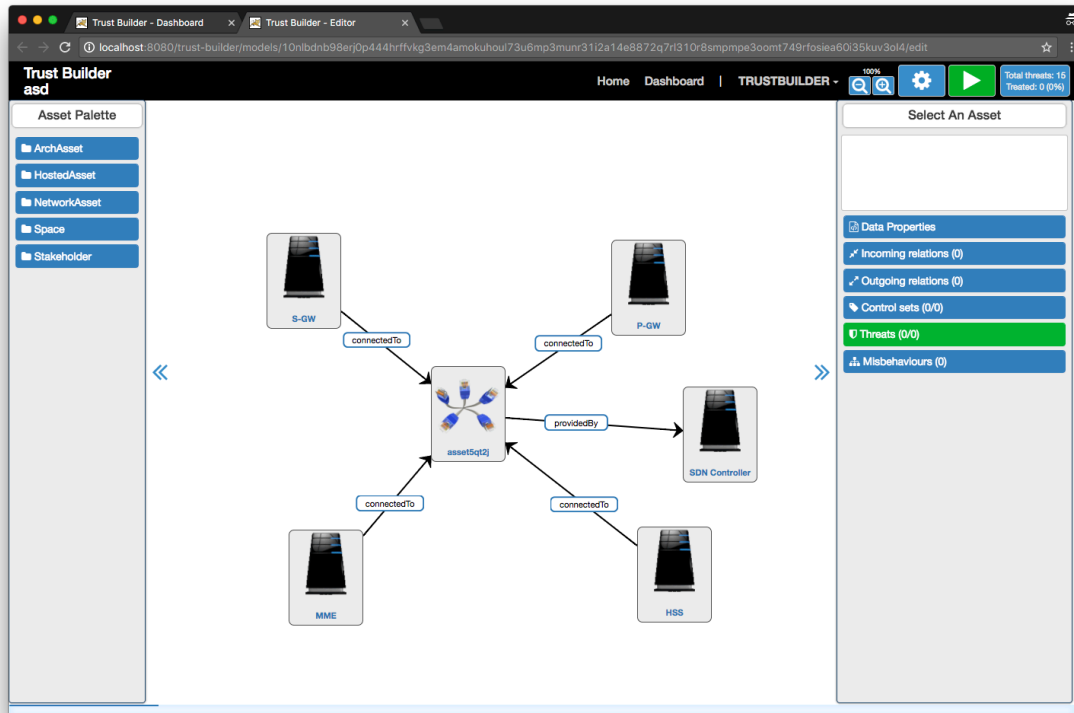 Trust Builder - Dashboard
Trust Builder - Editor
localhost:8080/trust-builder/models/10nlbdnb98erj0p444hrffvkg3em4amokuhoul73u6mp3munr31i2a14e8872q7rl310r8smpmpe3oomt749rfosiea60i35kuv3ol4/edit
Trust Builder
asd
Home Dashboard | TRUSTBUILDER
100%
Total threats: 15
Treated: 0 (0%)
Asset Palette
ArchAsset
HostedAsset
NetworkAsset
Space
Stakeholder
S-GW
P-GW
connectedTo
connectedTo
asset5qt2j
providedBy
SDN Controller
connectedTo
connectedTo
MME
HSS
Select An Asset
Data Properties
Incoming relations (0)
Outgoing relations (0)
Control sets (0/0)
Threats (0/0)
Misbehaviours (0)